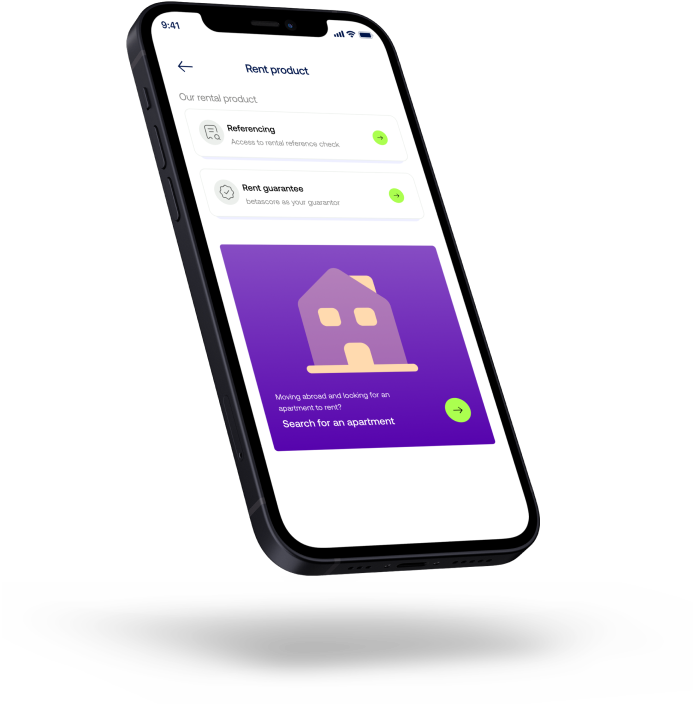 9:41
Rent product
Our rental product
Referencing
Access to rental reference check
Rent guarantee
betascore as your guarantor
Moving abroad and looking for an
apartment to rent?
Search for an apartment